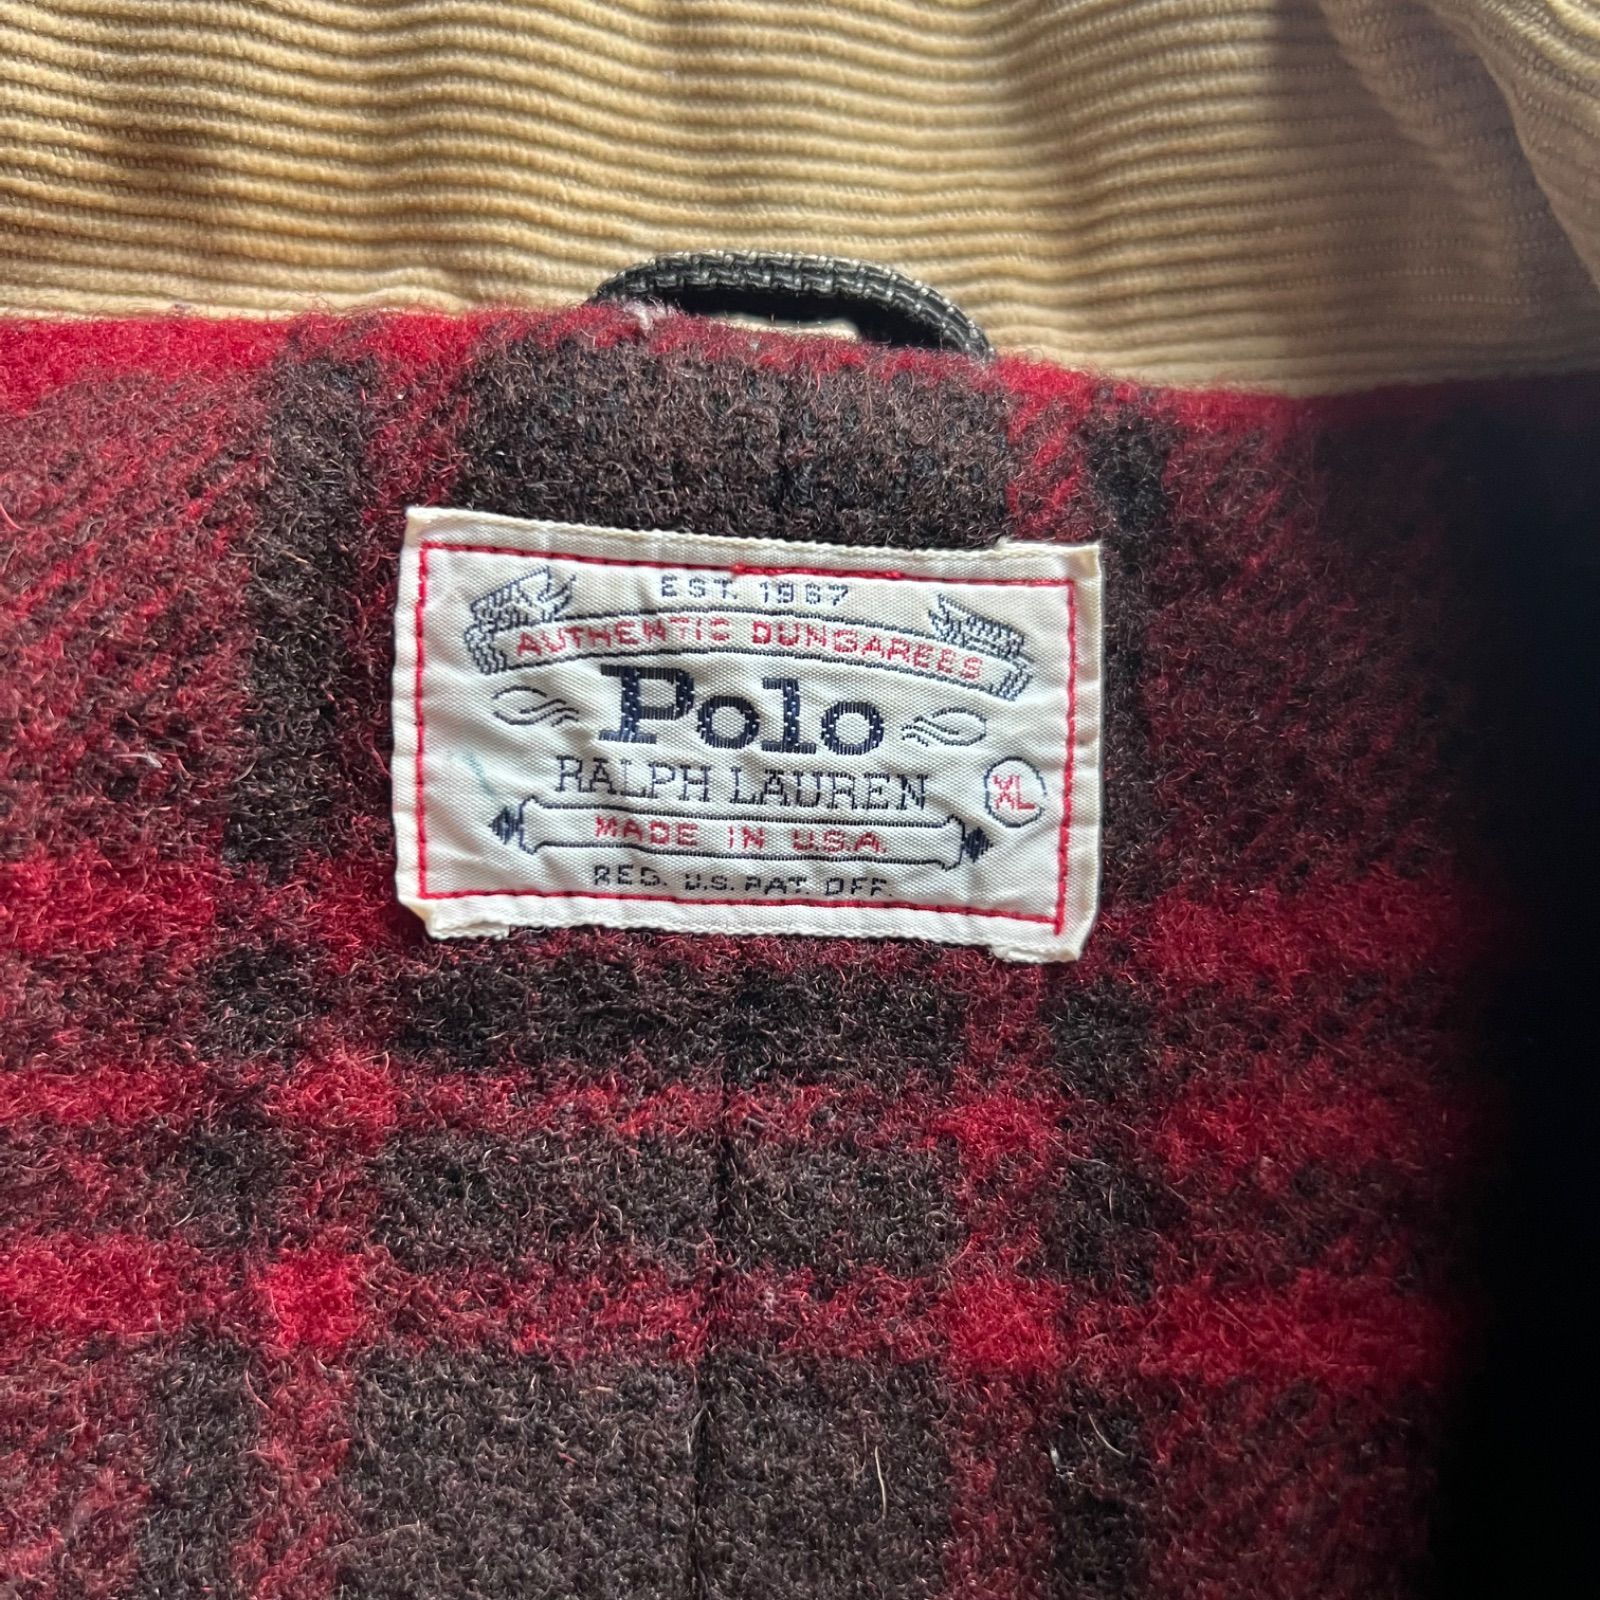 EST. 1967
AUTHENTIC DUNGAREES
Polo
RALPH LAUREN
XL
MADE IN U.S.A.
REG. U.S. PAT. OFF.